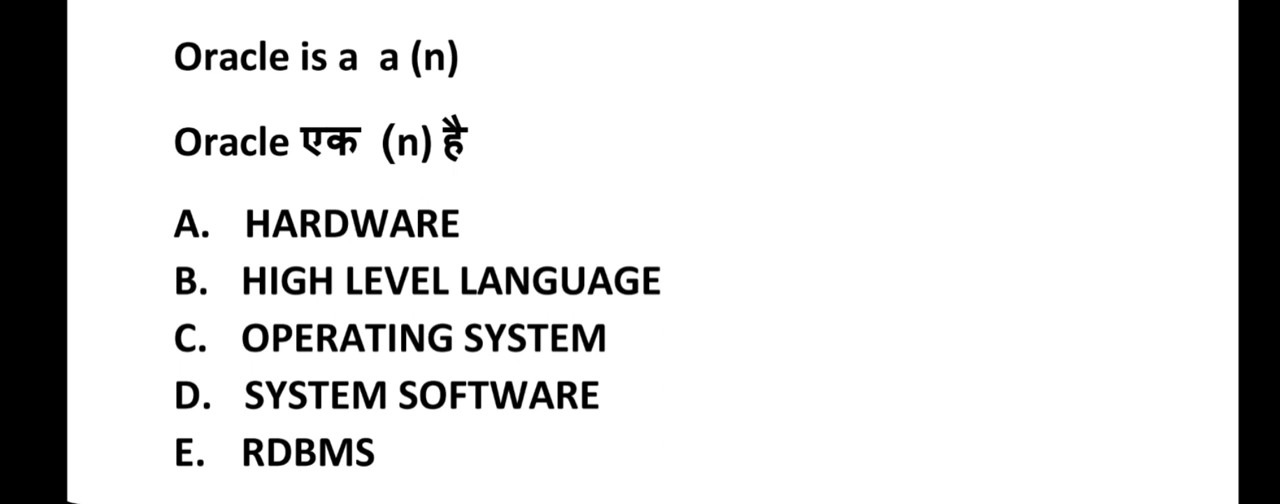 Oracle is a a (n)
Oracle एक (n) है
A. HARDWARE
B. HIGH LEVEL LANGUAGE
C. OPERATING SYSTEM
D. SYSTEM SOFTWARE
E. RDBMS